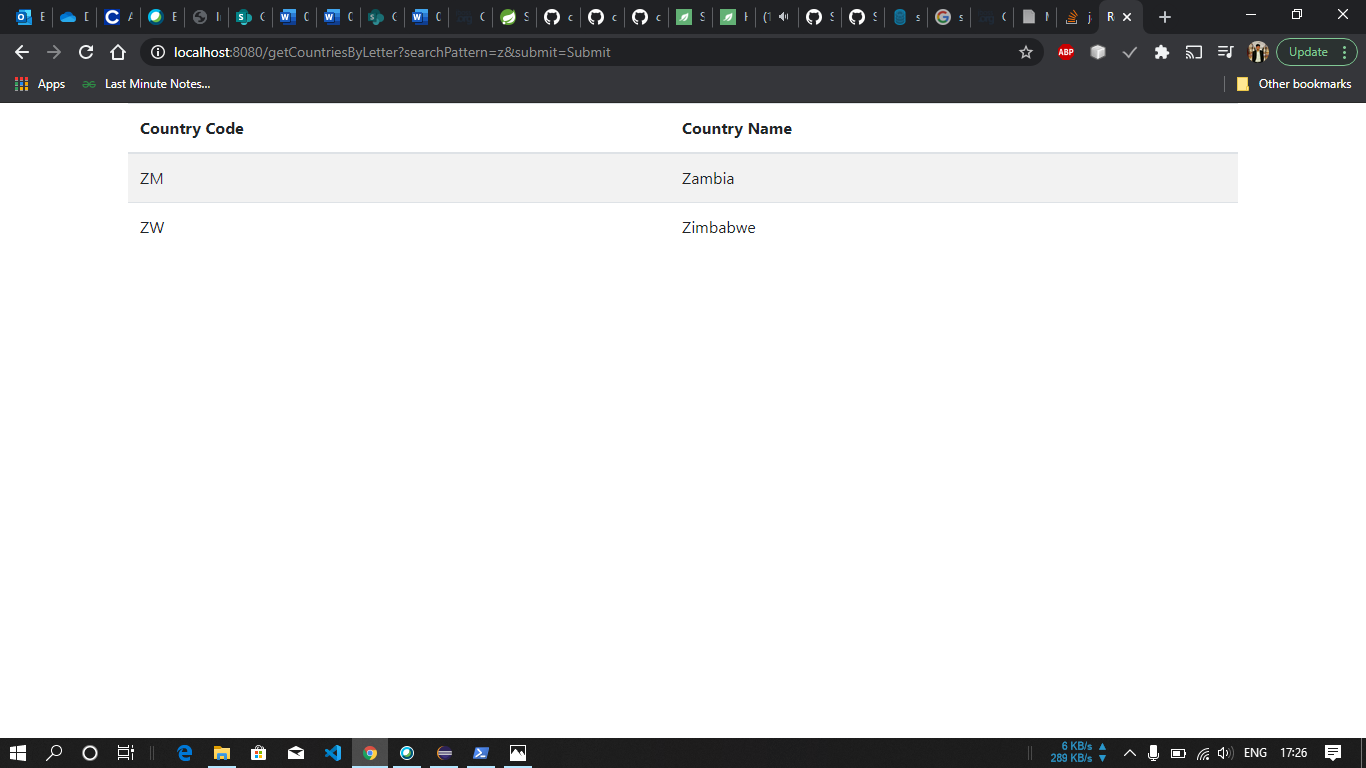 localhost:8080/getCountriesByLetter?searchPattern=z&submit=Submit
ABP
Update
Apps
Last Minute Notes...
Other bookmarks
Country Code Country Name
ZM Zambia
ZW Zimbabwe
6 KB/s
289 KB/s
ENG
17:26